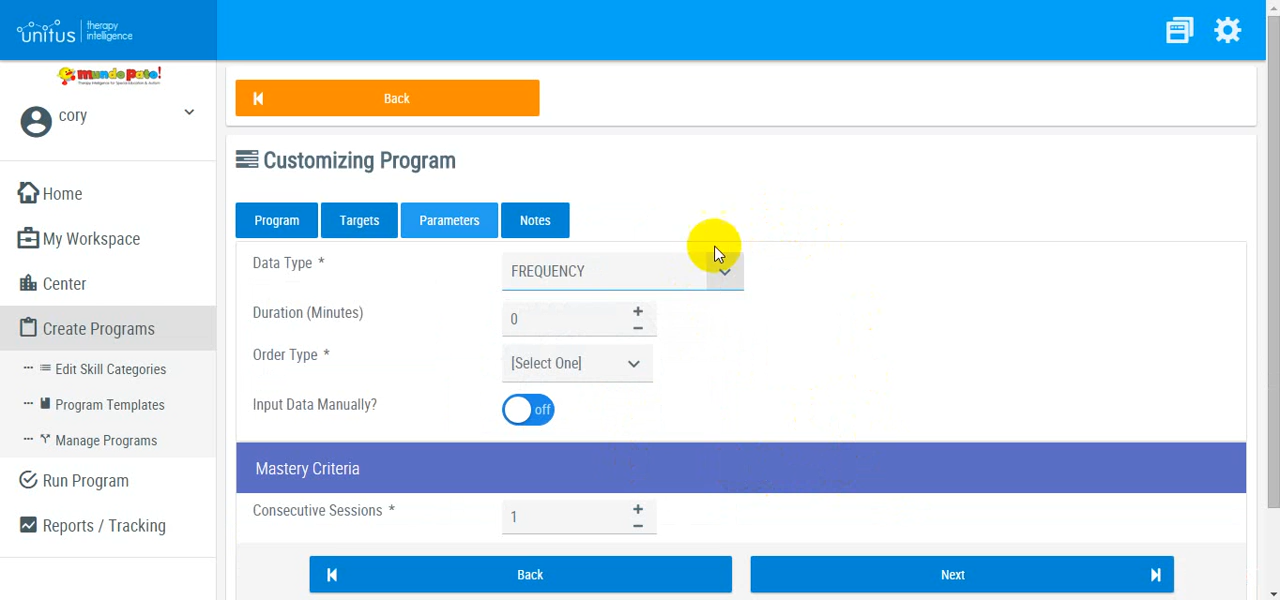 unitus therapy intelligence
mundo Pato!
cory
Home
My Workspace
Center
Create Programs
Edit Skill Categories
Program Templates
Manage Programs
Run Program
Reports / Tracking
Back
Customizing Program
Program Targets Parameters Notes
Data Type * FREQUENCY
Duration (Minutes) 0 + −
Order Type * [Select One]
Input Data Manually? off
Mastery Criteria
Consecutive Sessions * 1 + −
Back Next